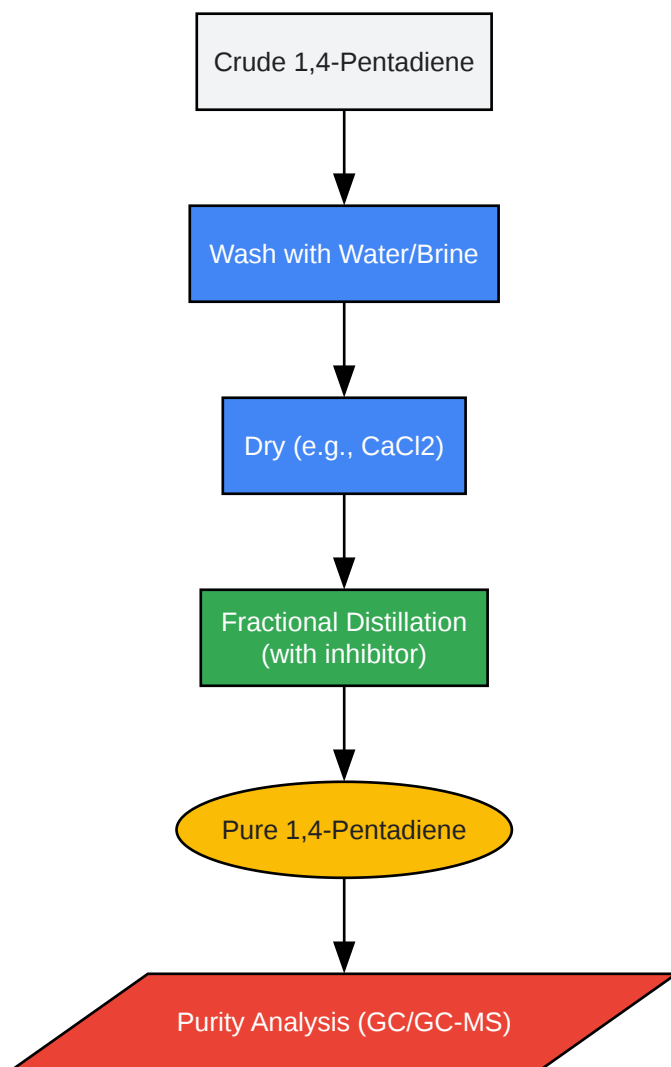 Crude 1,4-Pentadiene
Wash with Water/Brine
Dry (e.g., CaCl2)
Fractional Distillation
(with inhibitor)
Pure 1,4-Pentadiene
Purity Analysis (GC/GC-MS)